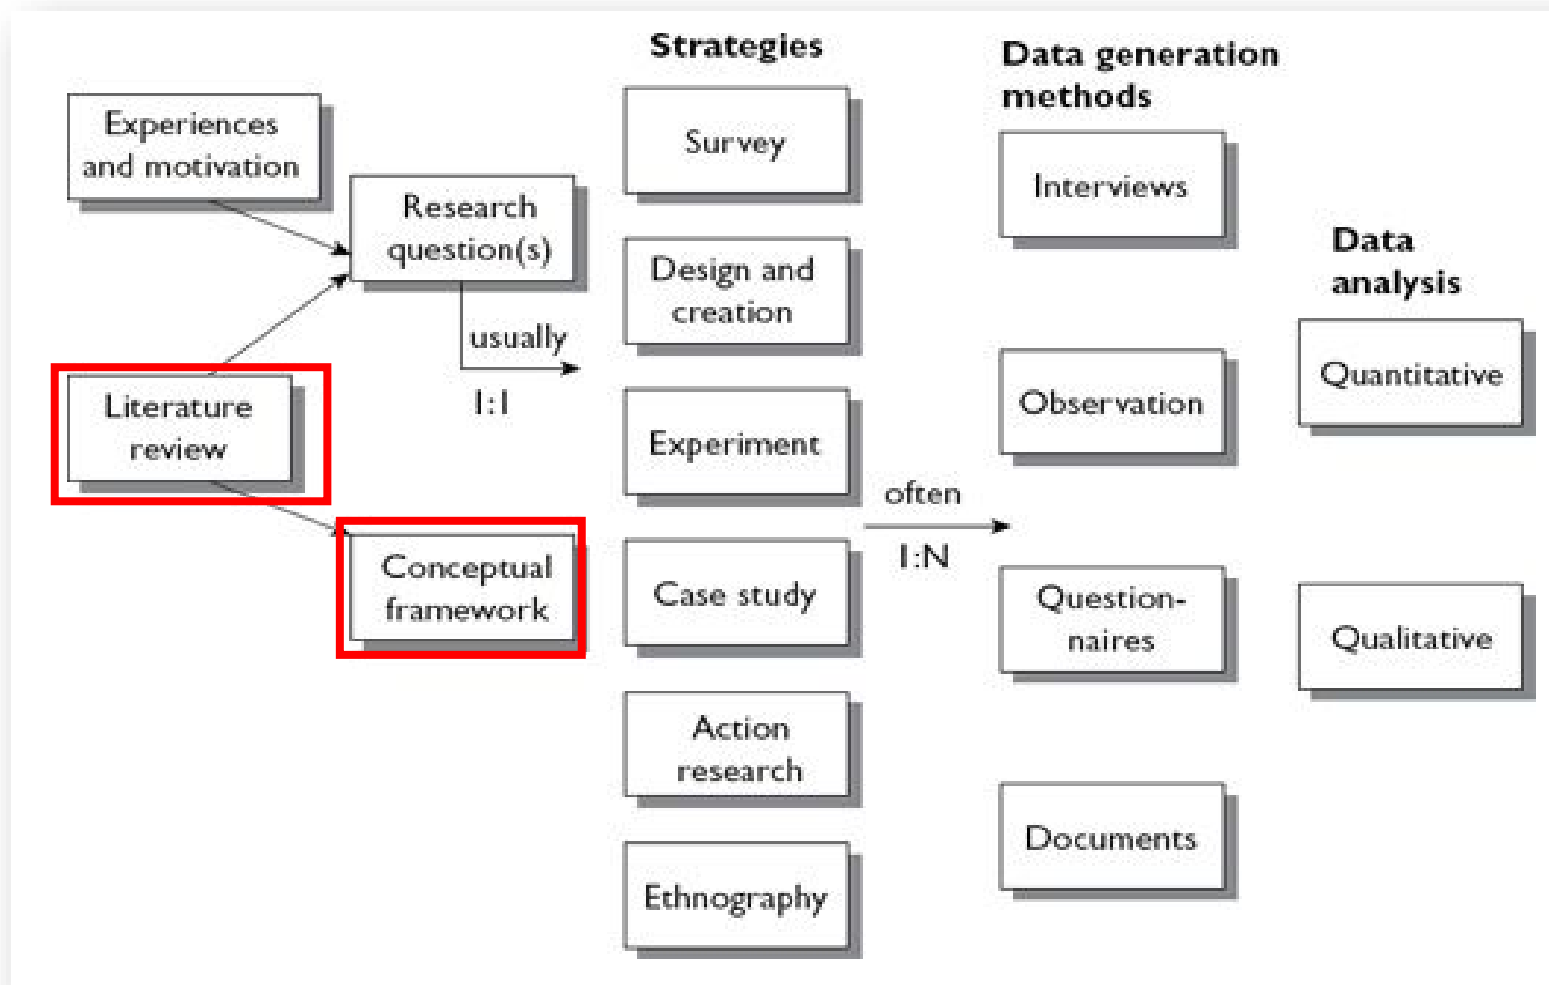 Strategies
Data generation
methods
Experiences
and motivation
Survey
Interviews
Research
question(s)
Data
analysis
Design and
creation
usually
1:1
Literature
review
Experiment
Observation
Quantitative
often
1:N
Conceptual
framework
Case study
Question-
naires
Qualitative
Action
research
Documents
Ethnography